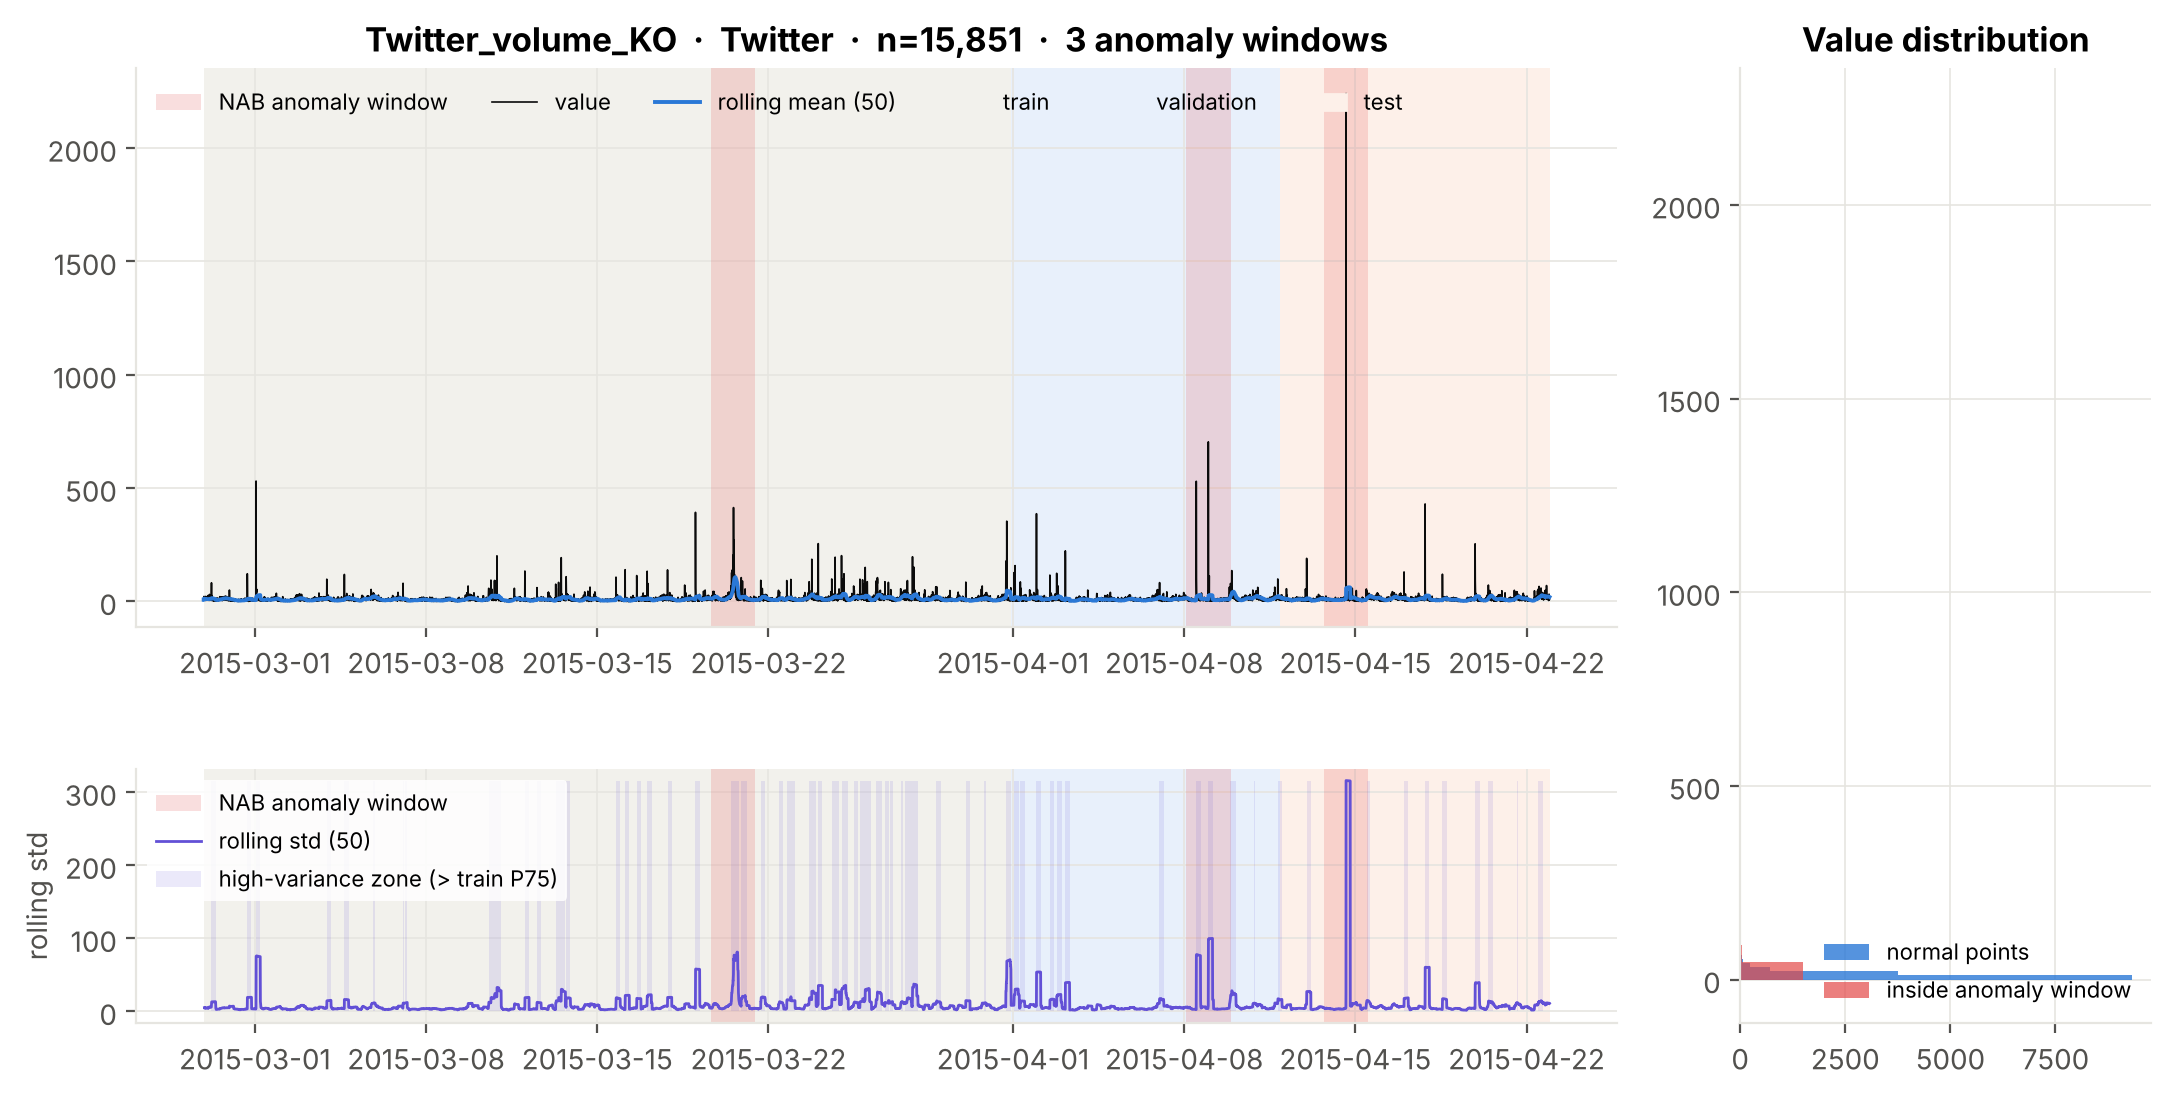 Twitter_volume_KO · Twitter · n=15,851 · 3 anomaly windows
NAB anomaly window
value
rolling mean (50)
train
validation
test
2000
1500
1000
500
0
2015-03-01
2015-03-08
2015-03-15
2015-03-22
2015-04-01
2015-04-08
2015-04-15
2015-04-22
Value distribution
2000
1500
1000
500
0
normal points
inside anomaly window
0
2500
5000
7500
rolling std
300
200
100
0
NAB anomaly window
rolling std (50)
high-variance zone (> train P75)
2015-03-01
2015-03-08
2015-03-15
2015-03-22
2015-04-01
2015-04-08
2015-04-15
2015-04-22